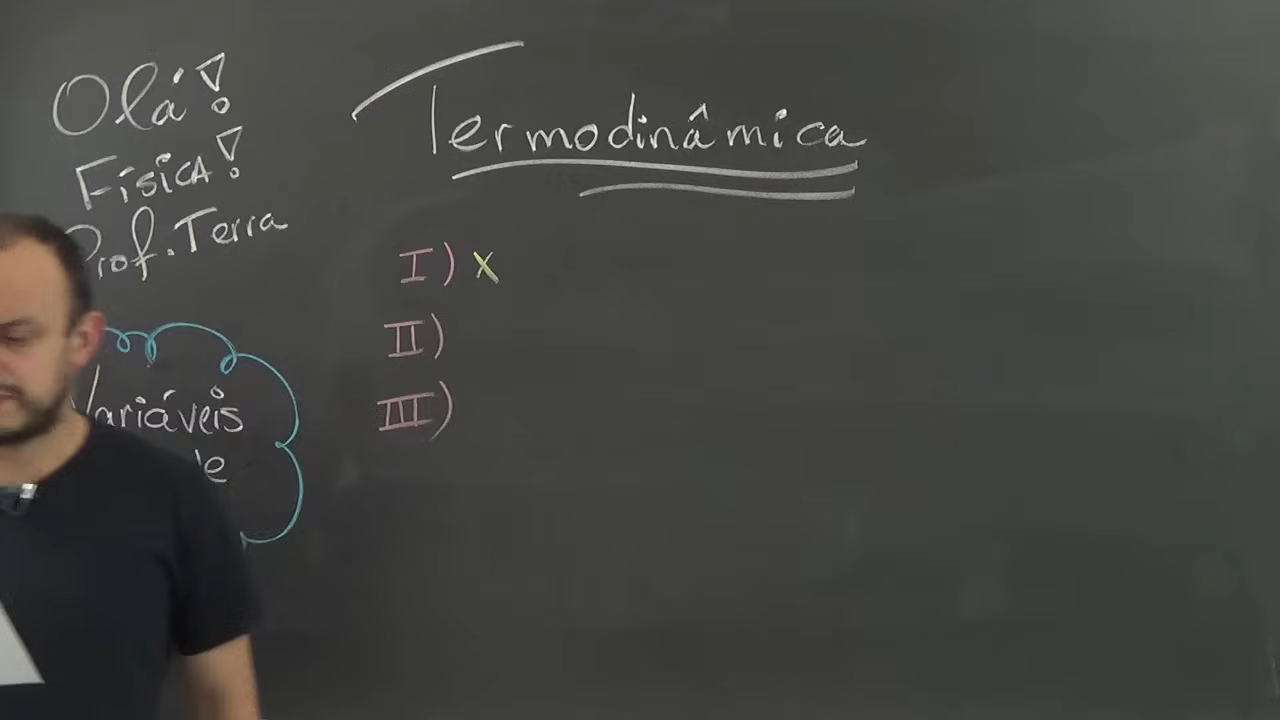 Olá!
Física!
Prof. Terra
Variáveis
Termodinâmica
I) x
II)
III)